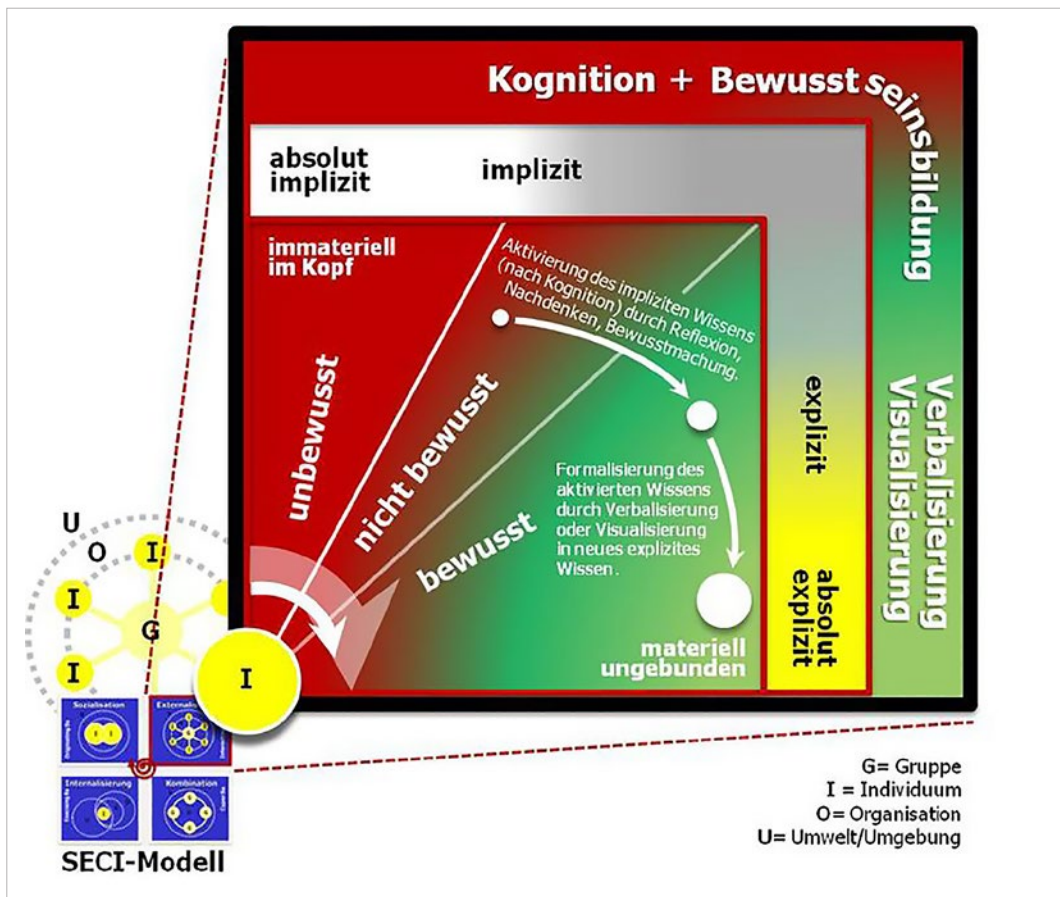 Kognition + Bewusstseinsbildung
absolut
implizit
implizit
immateriell
im Kopf
Aktivierung des impliziten Wissens
(nach Kognition) durch Reflexion,
Nachdenken, Bewusstmachung.
unbewusst
nicht bewusst
bewusst
Formalisierung des
aktivierten Wissens
durch Verbalisierung
oder Visualisierung
in neues explizites
Wissen.
materiell
ungebunden
explizit
absolut
explizit
Verbalisierung
Visualisierung
U
O
I
I
G
I
I
Sozialisation
Internalisierung
Kombination
SECI-Modell
G= Gruppe
I = Individuum
O= Organisation
U= Umwelt/Umgebung